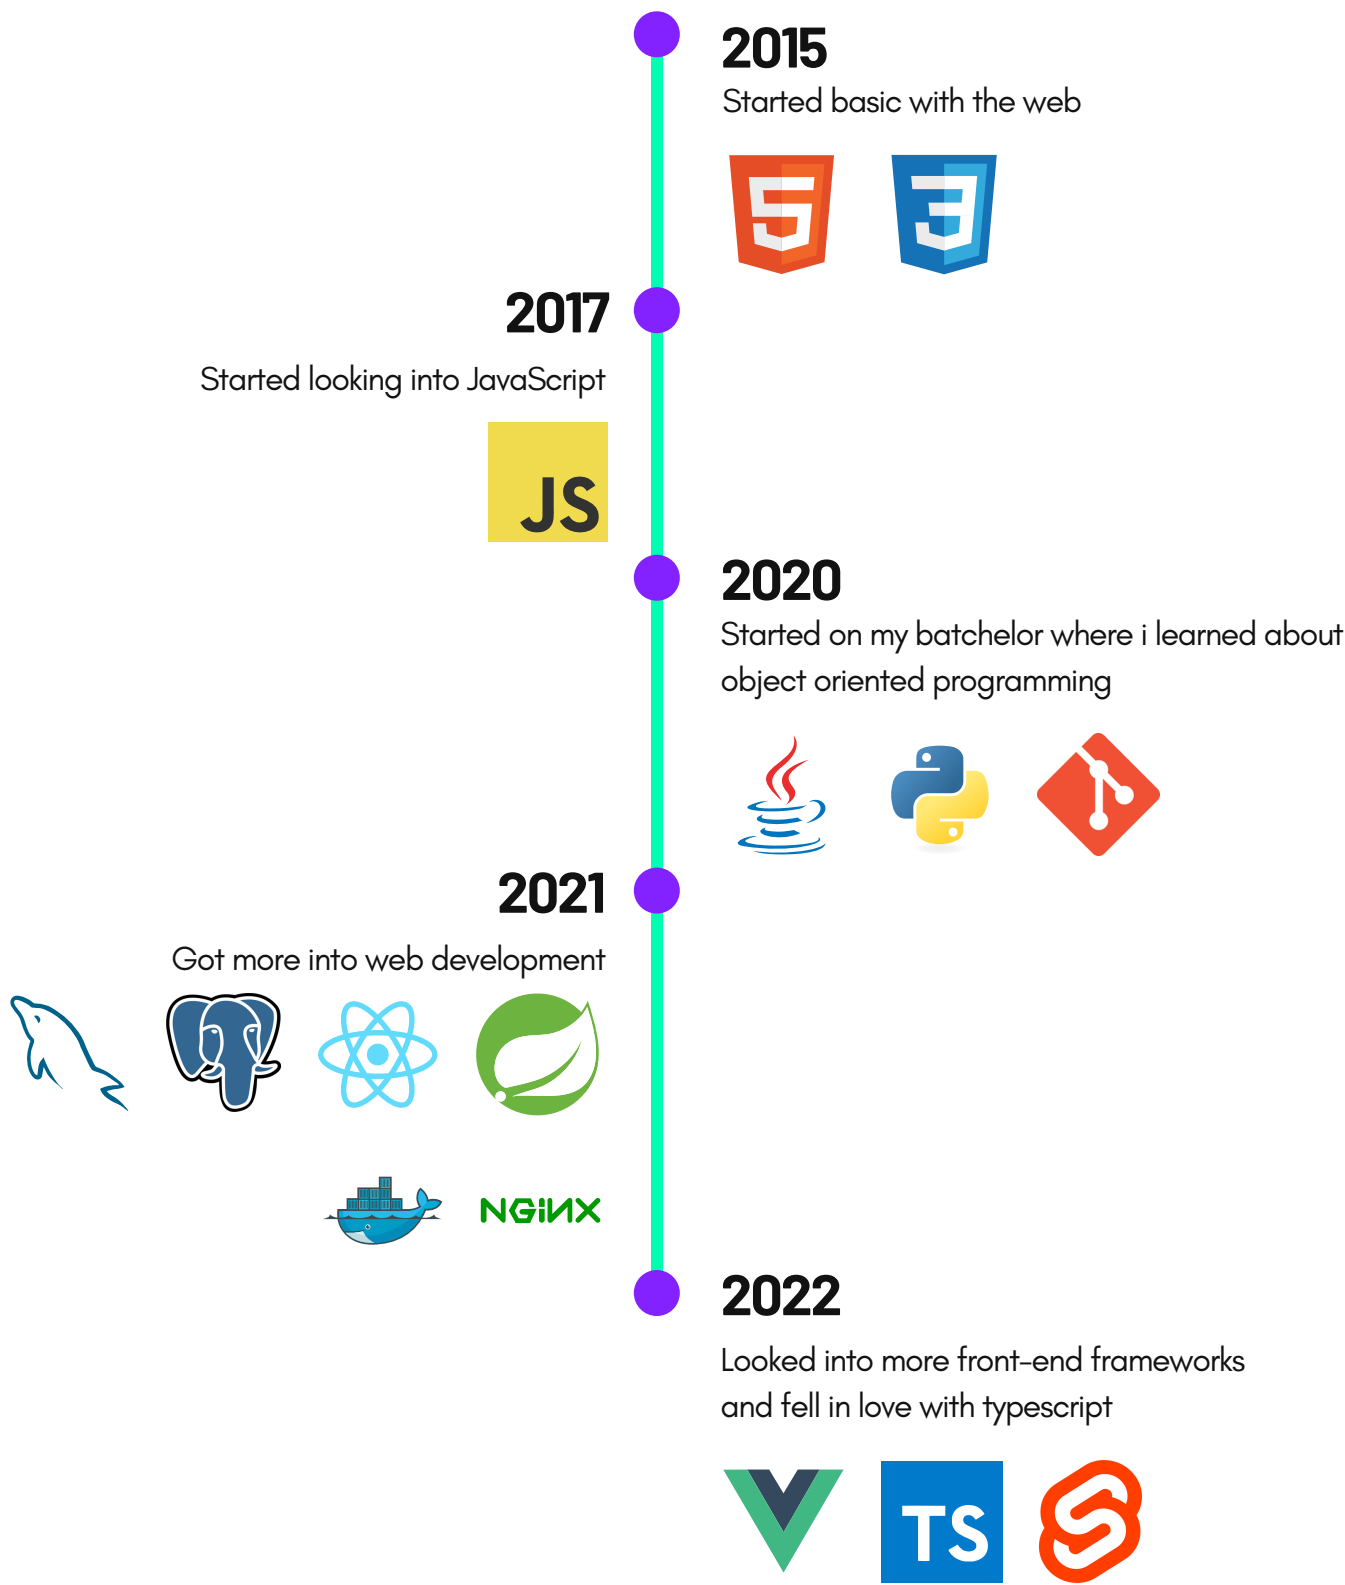 2015
Started basic with the web
5
3
2017
Started looking into JavaScript
JS
2020
Started on my batchelor where i learned about
object oriented programming
2021
Got more into web development
NGiNX
2022
Looked into more front-end frameworks
and fell in love with typescript
TS